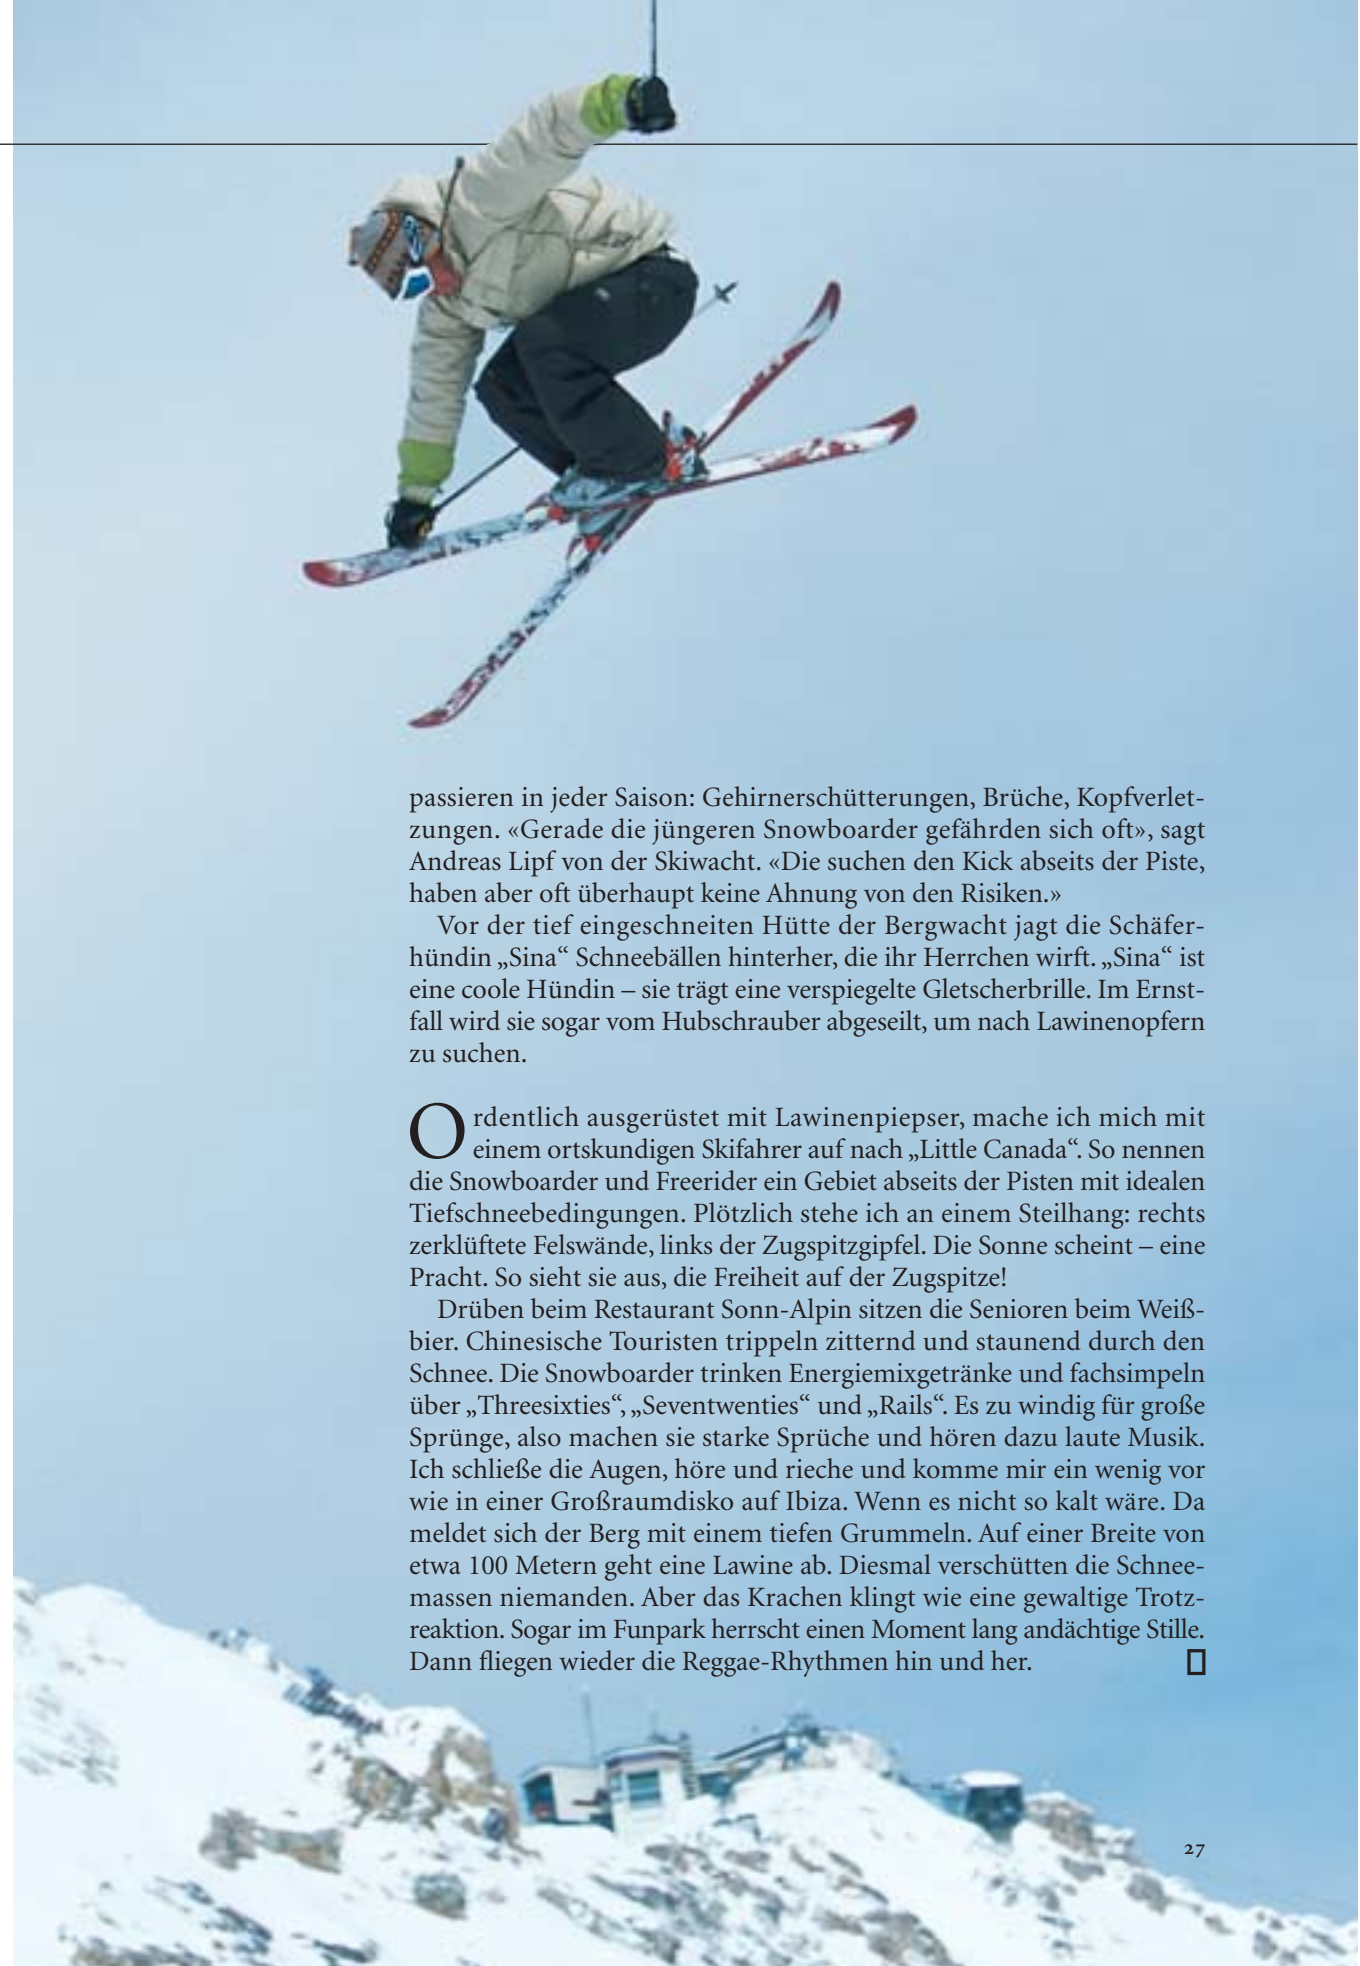 passieren in jeder Saison: Gehirnerschütterungen, Brüche, Kopfverlet-
zungen. «Gerade die jüngeren Snowboarder gefährden sich oft», sagt
Andreas Lipf von der Skiwacht. «Die suchen den Kick abseits der Piste,
haben aber oft überhaupt keine Ahnung von den Risiken.»
Vor der tief eingeschneiten Hütte der Bergwacht jagt die Schäfer-
hündin „Sina“ Schneebällen hinterher, die ihr Herrchen wirft. „Sina“ ist
eine coole Hündin – sie trägt eine verspiegelte Gletscherbrille. Im Ernst-
fall wird sie sogar vom Hubschrauber abgeseilt, um nach Lawinenopfern
zu suchen.
Ordentlich ausgerüstet mit Lawinenpiepser, mache ich mich mit
einem ortskundigen Skifahrer auf nach „Little Canada“. So nennen
die Snowboarder und Freerider ein Gebiet abseits der Pisten mit idealen
Tiefschneebedingungen. Plötzlich stehe ich an einem Steilhang: rechts
zerklüftete Felswände, links der Zugspitzgipfel. Die Sonne scheint – eine
Pracht. So sieht sie aus, die Freiheit auf der Zugspitze!
Drüben beim Restaurant Sonn-Alpin sitzen die Senioren beim Weiß-
bier. Chinesische Touristen trippeln zitternd und staunend durch den
Schnee. Die Snowboarder trinken Energiemixgetränke und fachsimpeln
über „Threesixties“, „Seventwenties“ und „Rails“. Es zu windig für große
Sprünge, also machen sie starke Sprüche und hören dazu laute Musik.
Ich schließe die Augen, höre und rieche und komme mir ein wenig vor
wie in einer Großraumdisko auf Ibiza. Wenn es nicht so kalt wäre. Da
meldet sich der Berg mit einem tiefen Grummeln. Auf einer Breite von
etwa 100 Metern geht eine Lawine ab. Diesmal verschütten die Schnee-
massen niemanden. Aber das Krachen klingt wie eine gewaltige Trotz-
reaktion. Sogar im Funpark herrscht einen Moment lang andächtige Stille.
Dann fliegen wieder die Reggae-Rhythmen hin und her.
27